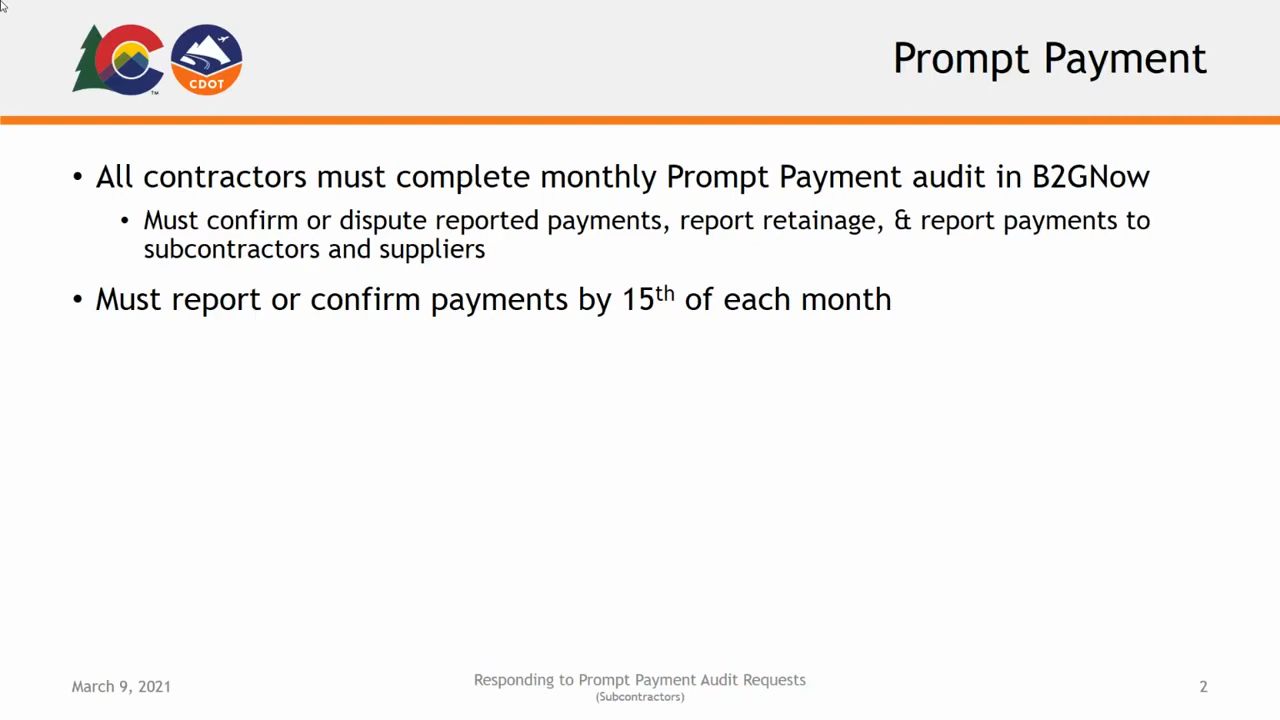 CDOT
TM
Prompt Payment
• All contractors must complete monthly Prompt Payment audit in B2GNow
• Must confirm or dispute reported payments, report retainage, & report payments to
subcontractors and suppliers
• Must report or confirm payments by 15th of each month
March 9, 2021
Responding to Prompt Payment Audit Requests
(Subcontractors)
2